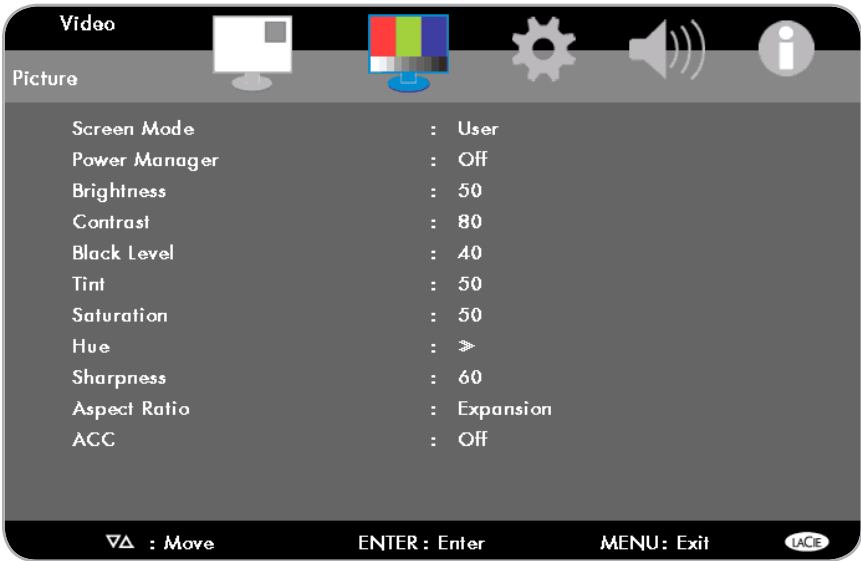 Video
Picture
Screen Mode : User
Power Manager : Off
Brightness : 50
Contrast : 80
Black Level : 40
Tint : 50
Saturation : 50
Hue : ≫
Sharpness : 60
Aspect Ratio : Expansion
ACC : Off
▽△ : Move ENTER : Enter MENU : Exit LACIE